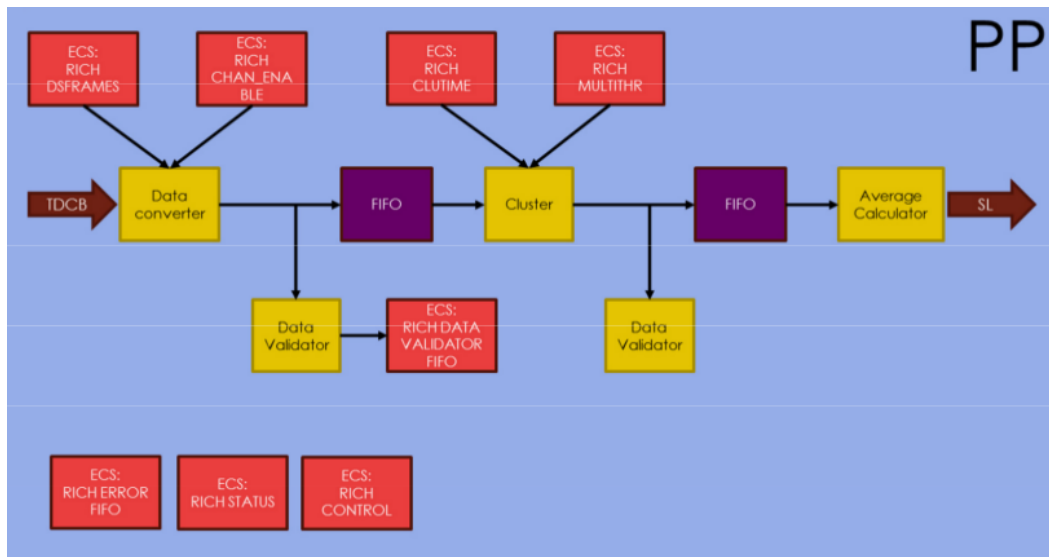 PP
ECS:
RICH
DSFRAMES
ECS:
RICH
CHAN_ENA
BLE
ECS:
RICH
CLUTIME
ECS:
RICH
MULTITHR
TDCB
Data
converter
FIFO
Cluster
FIFO
Average
Calculator
SL
Data
Validator
ECS:
RICH DATA
VALIDATOR
FIFO
Data
Validator
ECS:
RICH ERROR
FIFO
ECS:
RICH STATUS
ECS:
RICH
CONTROL